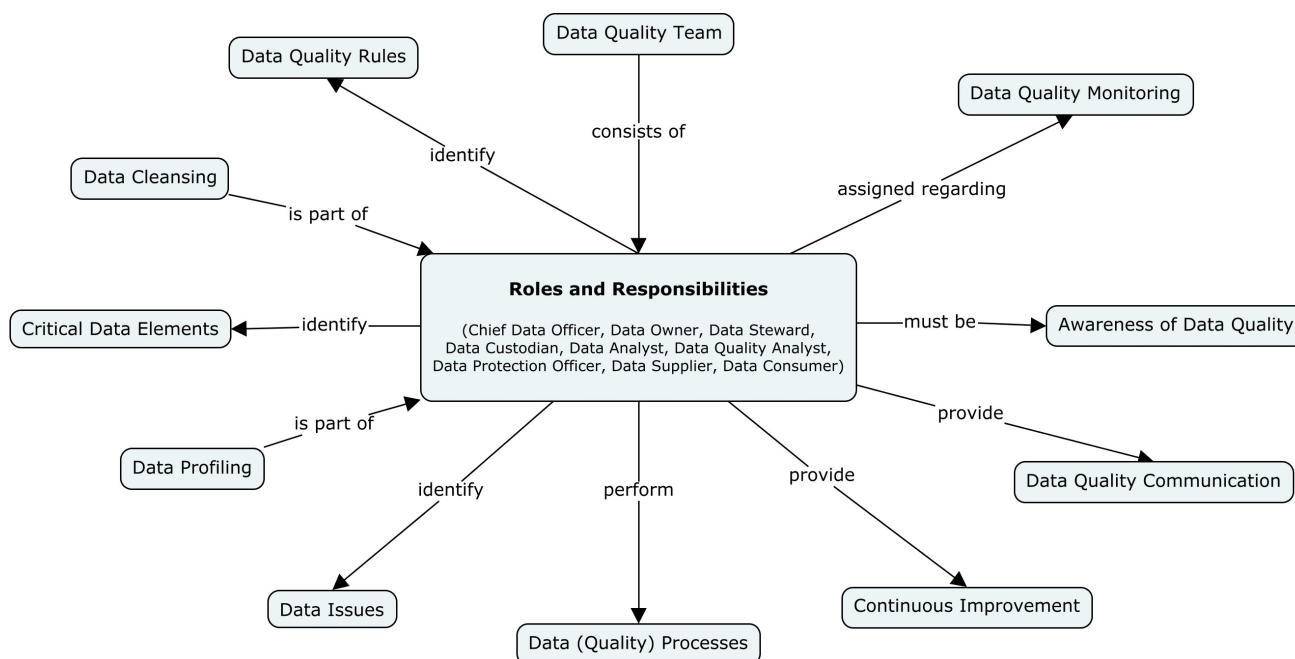 Data Quality Team
Data Quality Rules
Data Quality Monitoring
consists of
identify
Data Cleansing
assigned regarding
is part of
Roles and Responsibilities
(Chief Data Officer, Data Owner, Data Steward,
Data Custodian, Data Analyst, Data Quality Analyst,
Data Protection Officer, Data Supplier, Data Consumer)
Critical Data Elements
identify
must be
Awareness of Data Quality
is part of
provide
Data Profiling
Data Quality Communication
identify
perform
provide
Data Issues
Continuous Improvement
Data (Quality) Processes